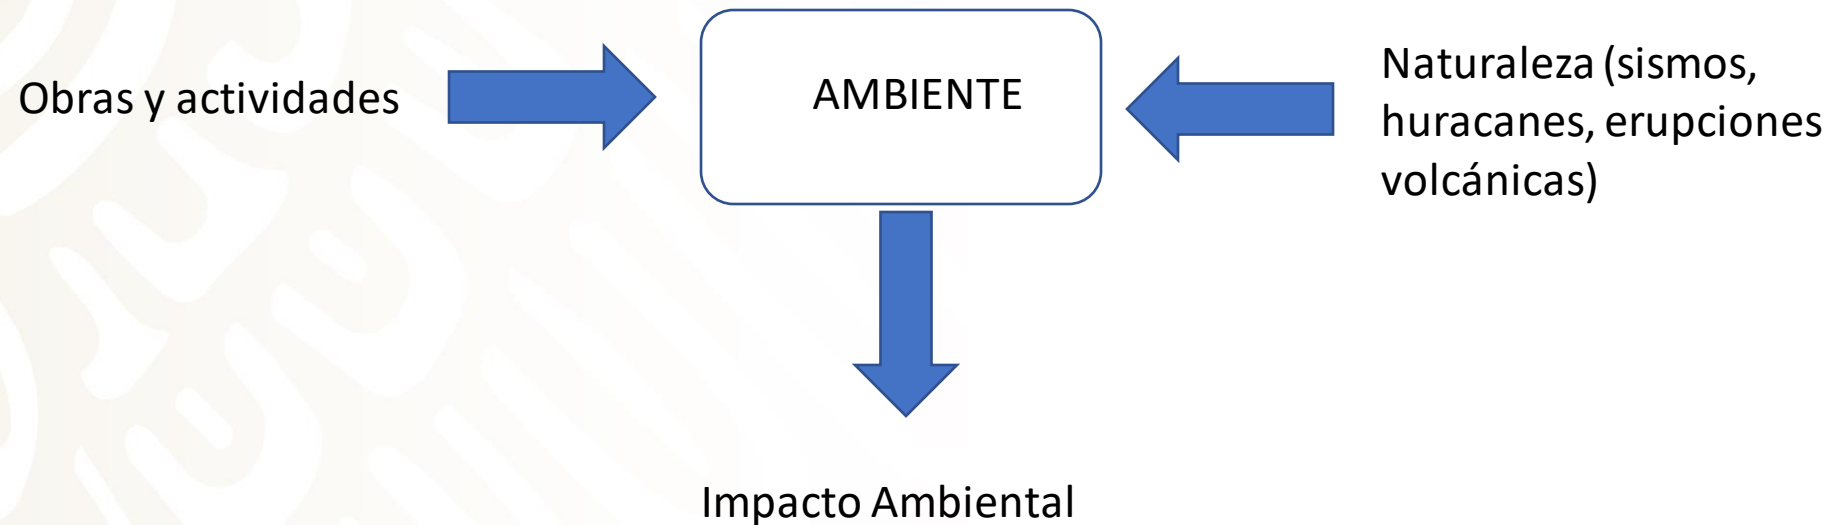 Obras y actividades
AMBIENTE
Naturaleza (sismos,
huracanes, erupciones
volcánicas)
Impacto Ambiental